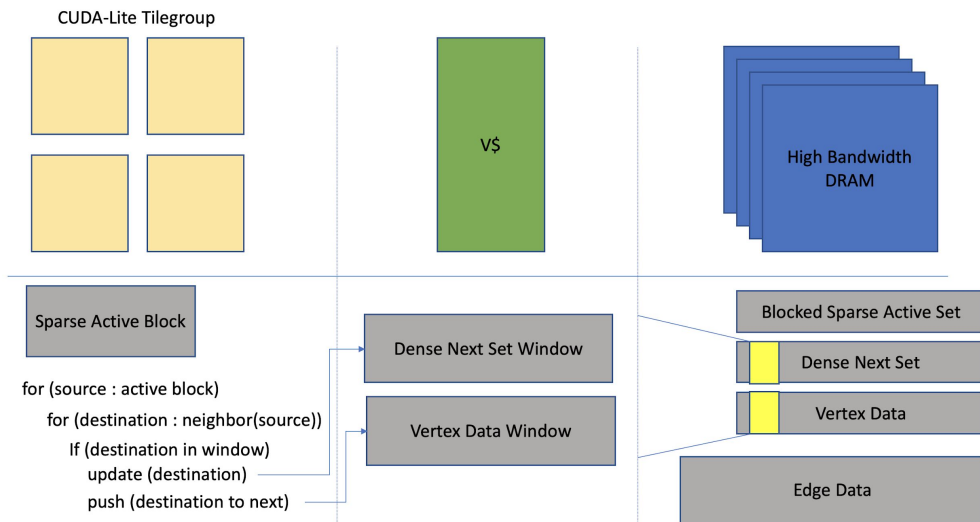 CUDA-Lite Tilegroup
V$
High Bandwidth
DRAM
Sparse Active Block
for (source : active block)
for (destination : neighbor(source))
If (destination in window)
update (destination)
push (destination to next)
Dense Next Set Window
Vertex Data Window
Blocked Sparse Active Set
Dense Next Set
Vertex Data
Edge Data